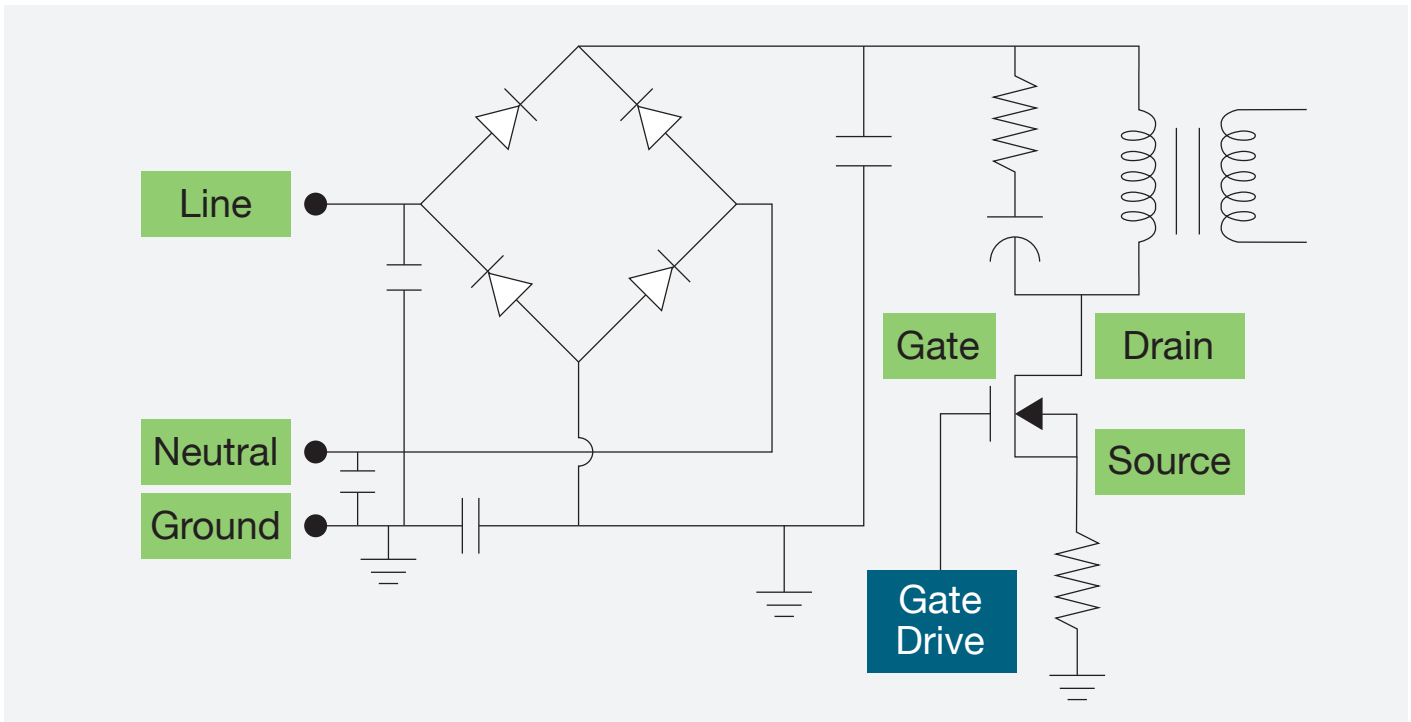 Line
Neutral
Ground
Gate
Drain
Source
Gate
Drive